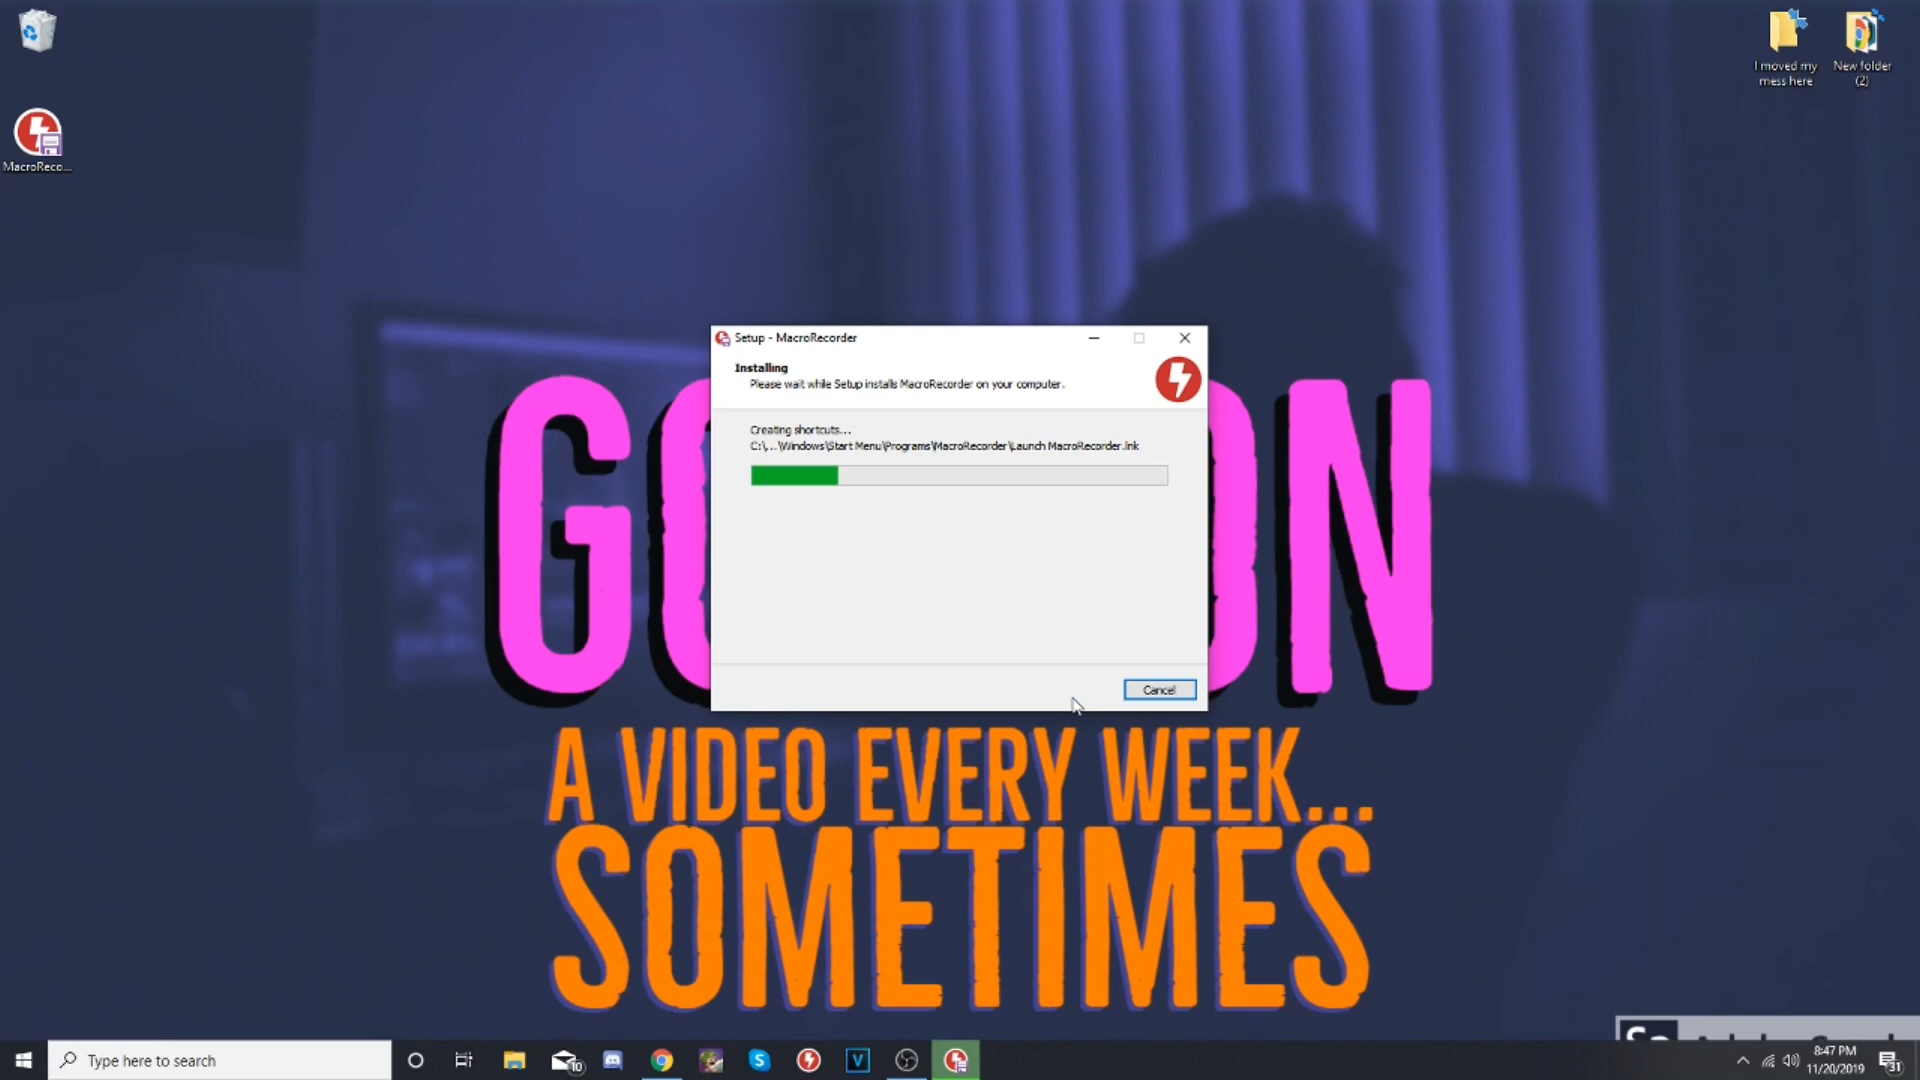 I moved my
mess here
New folder
(2)
MacroReco...
Setup - MacroRecorder
Installing
Please wait while Setup installs MacroRecorder on your computer.
Creating shortcuts...
C:\...\Windows\Start Menu\Programs\MacroRecorder\Launch MacroRecorder.lnk
Cancel
A VIDEO EVERY WEEK...
SOMETIMES
Type here to search
10
V
8:47 PM
11/20/2019
31